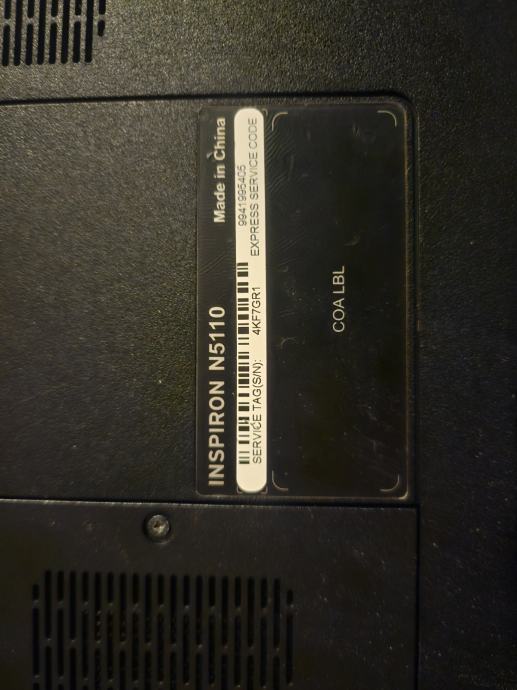 INSPIRON N5110
Made in China
9941995405
SERVICE TAG(S/N): 4KF7GR1 EXPRESS SERVICE CODE
COA LBL